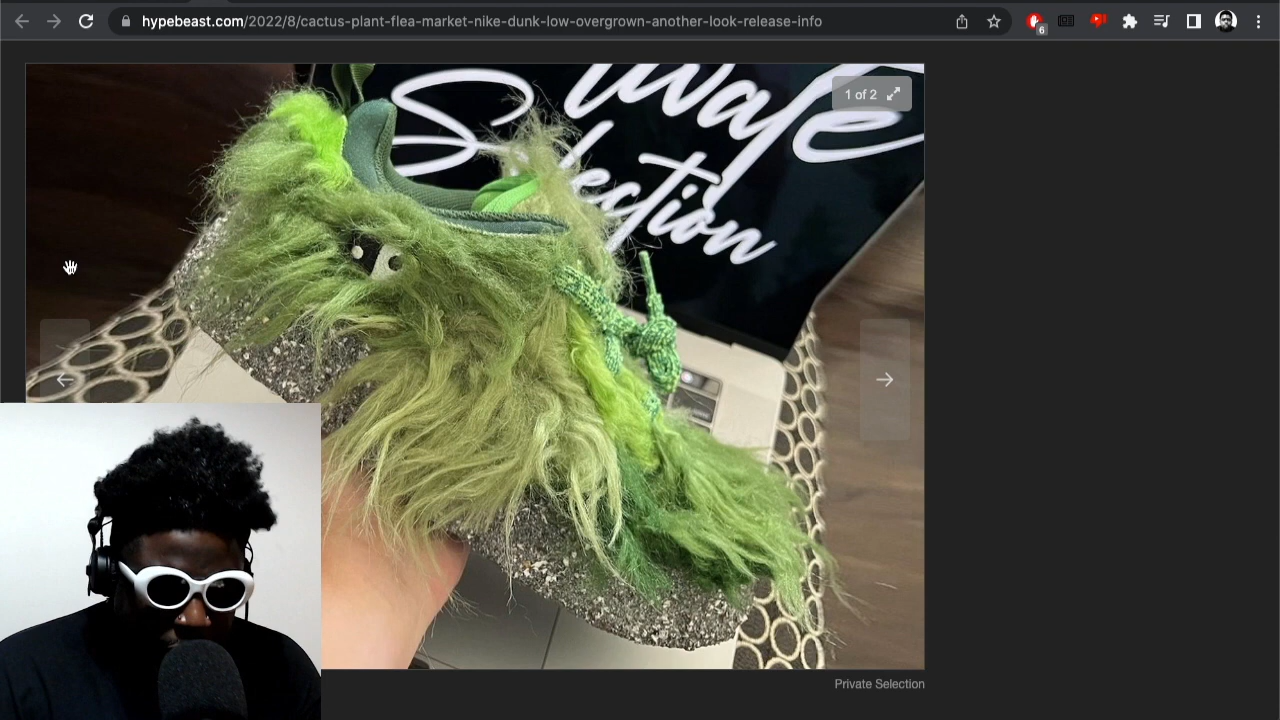 hypebeast.com/2022/8/cactus-plant-flea-market-nike-dunk-low-overgrown-another-look-release-info
6
1 of 2
Selection
Private Selection